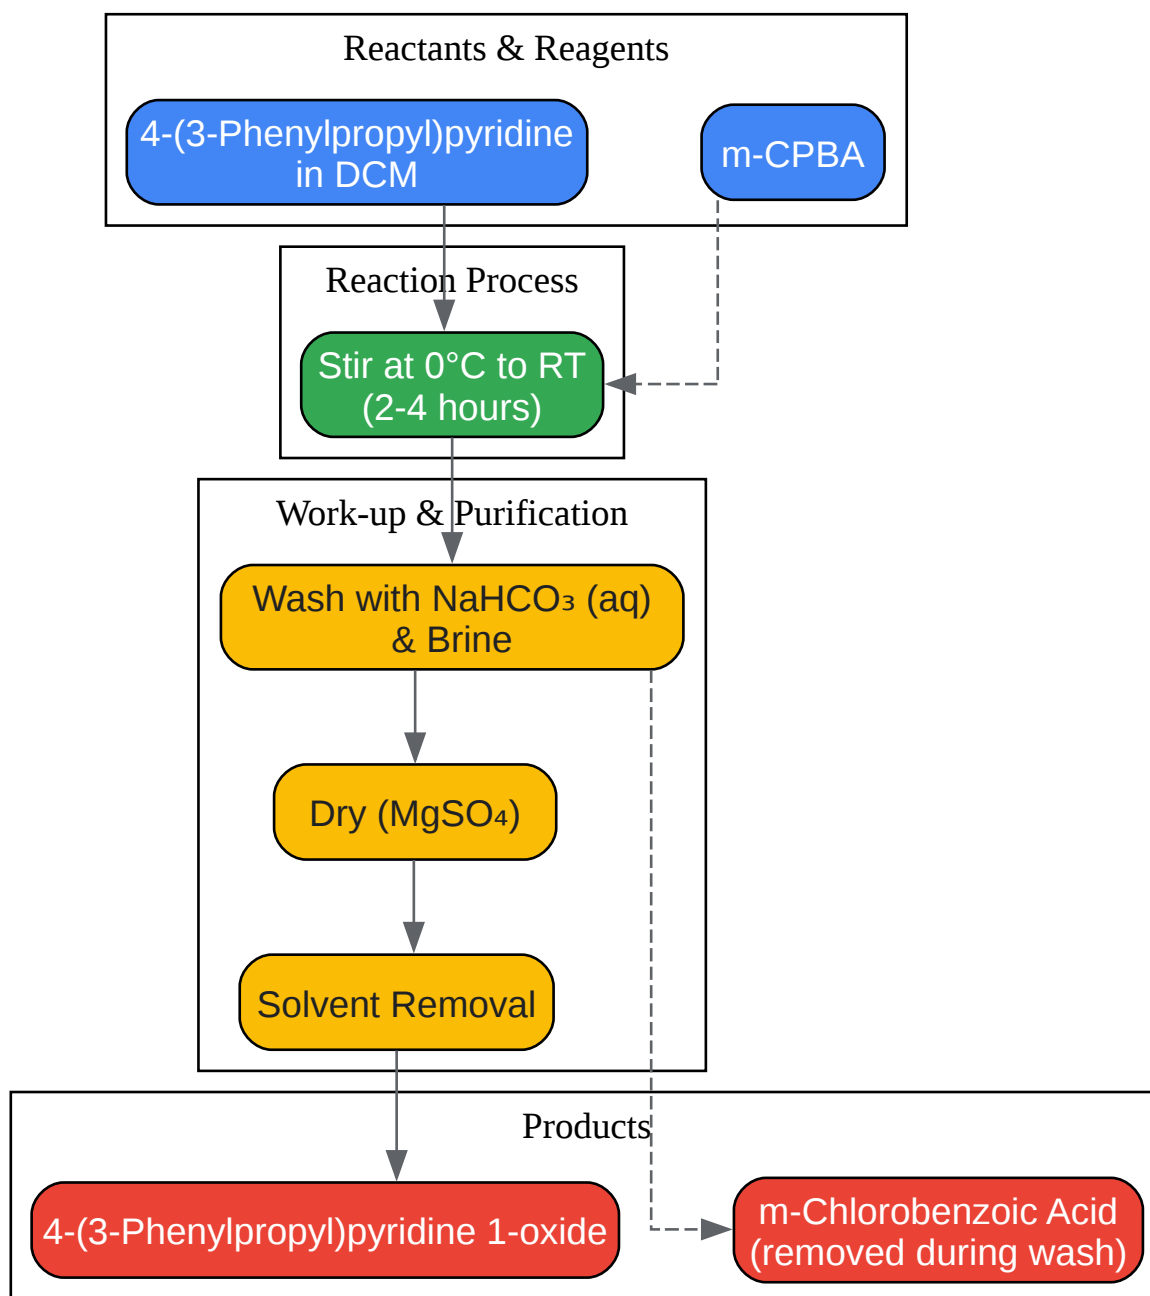 Reactants & Reagents
4-(3-Phenylpropyl)pyridine
in DCM
m-CPBA
Reaction Process
Stir at 0°C to RT
(2-4 hours)
Work-up & Purification
Wash with NaHCO₃ (aq)
& Brine
Dry (MgSO₄)
Solvent Removal
Products
4-(3-Phenylpropyl)pyridine 1-oxide
m-Chlorobenzoic Acid
(removed during wash)